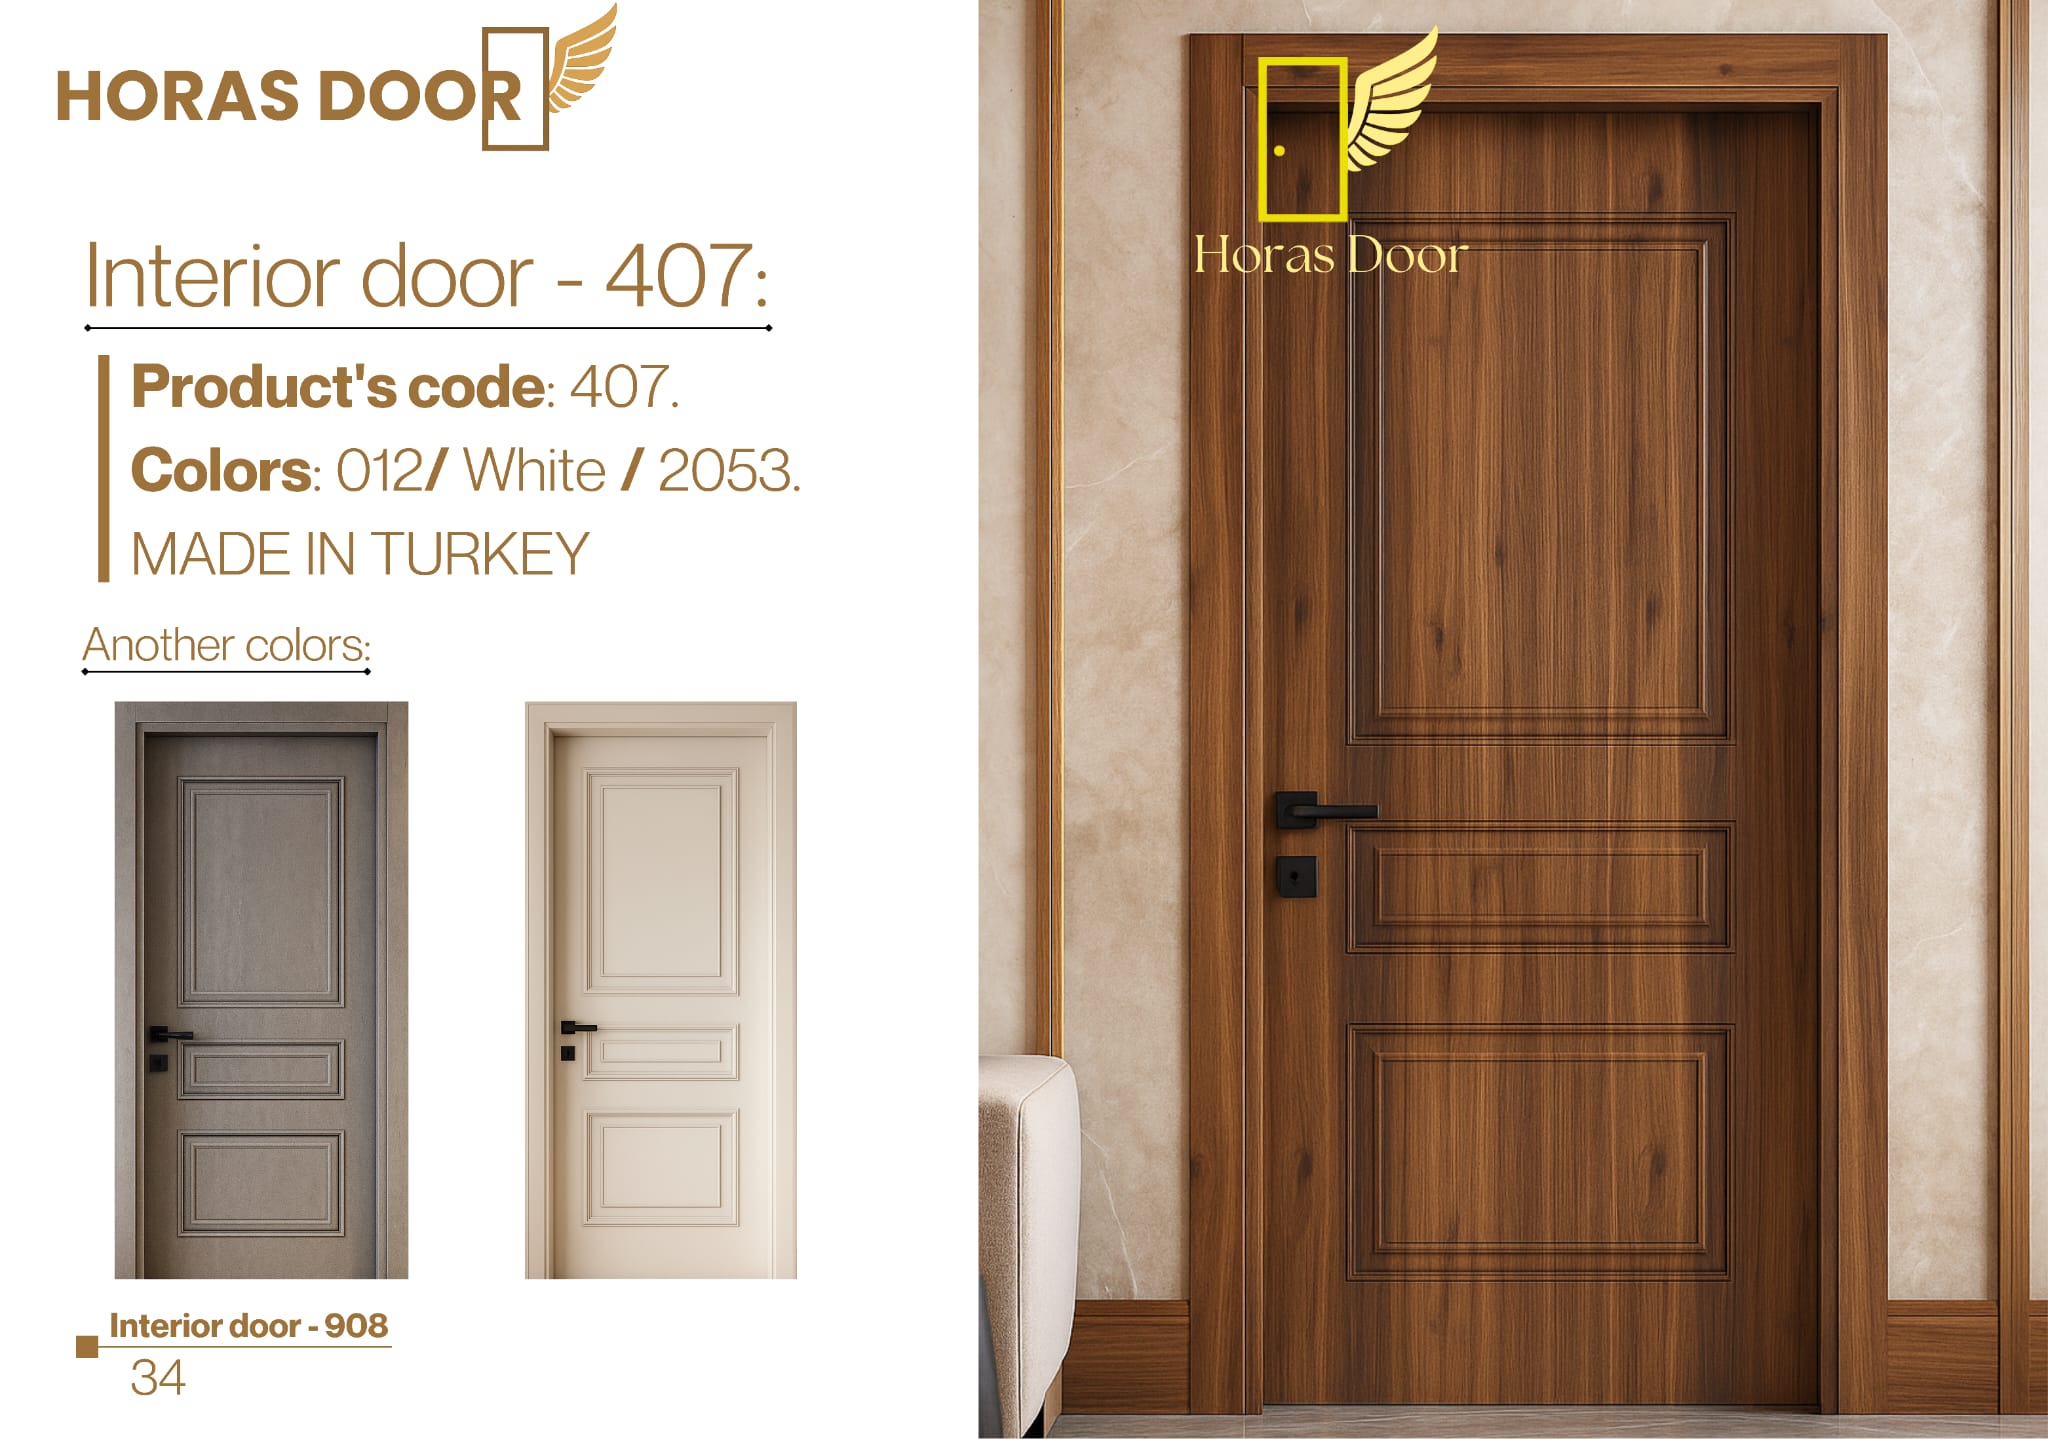 HORAS DOOR
Interior door - 407:
Product's code: 407.
Colors: 012/ White / 2053.
MADE IN TURKEY
Another colors:
Interior door - 908
34
Horas Door